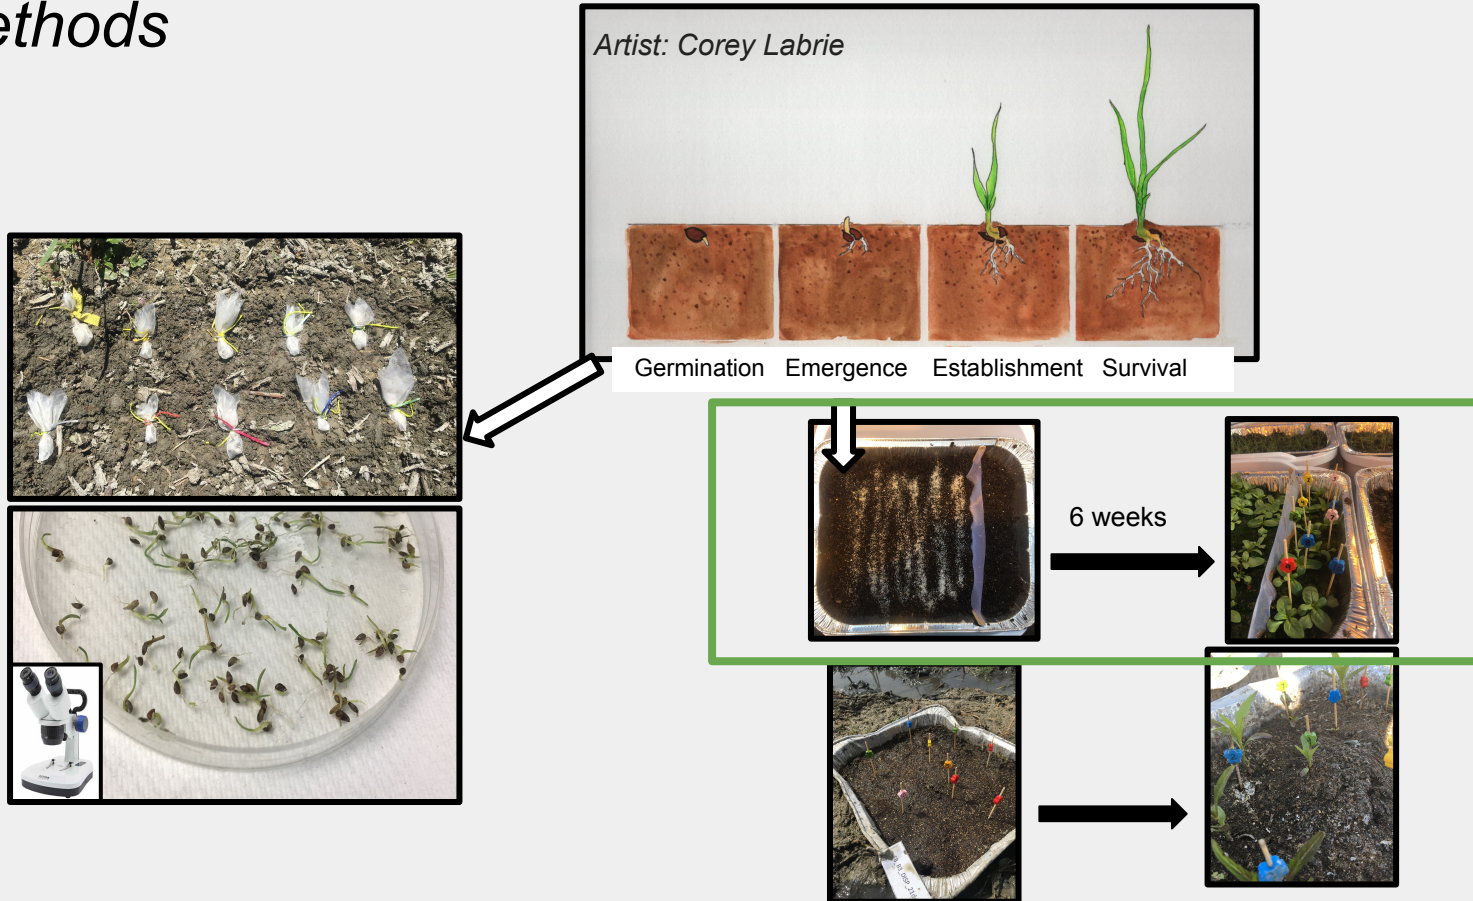 ethods
Artist: Corey Labrie
Germination Emergence Establishment Survival
6 weeks